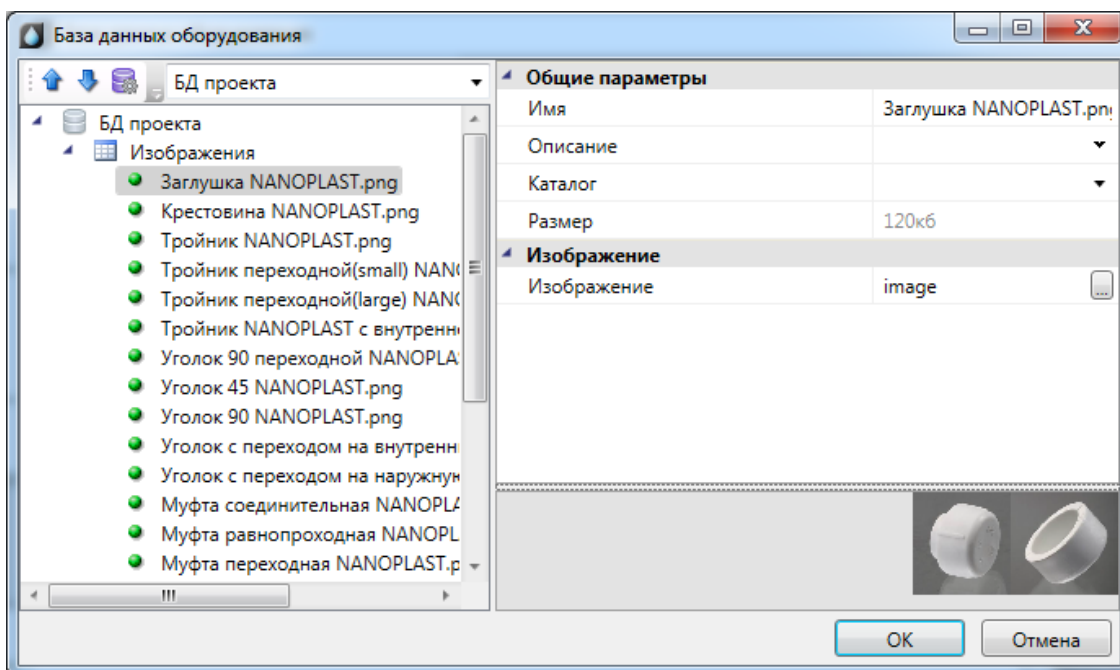 База данных оборудования
БД проекта
БД проекта
Изображения
Заглушка NANOPLAST.png
Крестовина NANOPLAST.png
Тройник NANOPLAST.png
Тройник переходной(small)
Тройник переходной(large)
Тройник NANOPLAST с
Уголок 90 переходной
Уголок 45 NANOPLAST.png
Уголок 90 NANOPLAST.png
Уголок с переходом на
Уголок с переходом на
Муфта соединительная
Муфта равнопроходная
Муфта переходная NANOPLAST.p
Общие параметры
Имя Заглушка NANOPLAST.pn
Описание
Каталог
Размер 120кб
Изображение
Изображение image ...
ОК Отмена